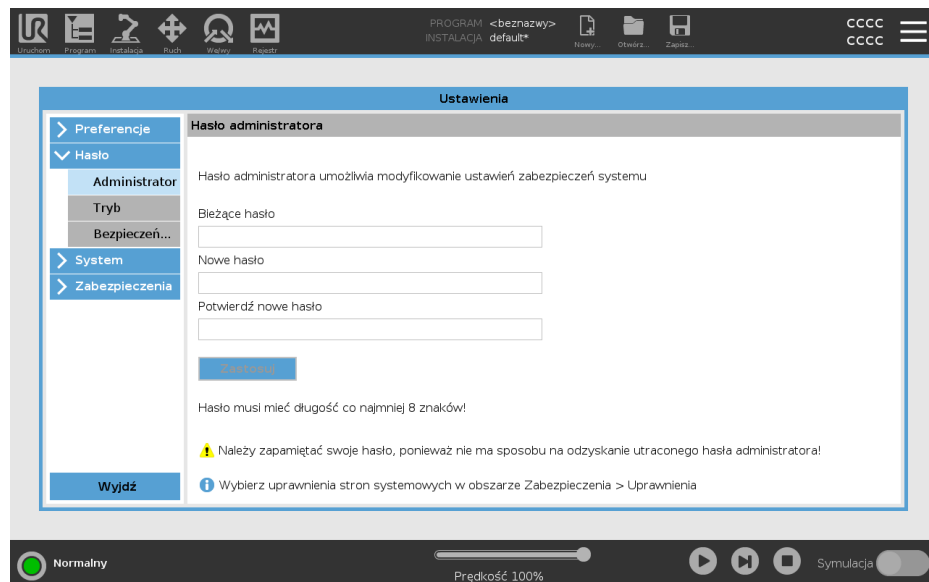 PROGRAM <beznazwy>
INSTALACJA default*
UR
Uruchom Program Instalacja Ruch We/wy Rejestr Nowy... Otwórz... Zapisz...
CCCC
CCCC
Ustawienia
Preferencje
Hasło
Administrator
Tryb
Bezpieczeń...
System
Zabezpieczenia
Wyjdź
Hasło administratora
Hasło administratora umożliwia modyfikowanie ustawień zabezpieczeń systemu
Bieżące hasło
Nowe hasło
Potwierdź nowe hasło
Zastosuj
Hasło musi mieć długość co najmniej 8 znaków!
Należy zapamiętać swoje hasło, ponieważ nie ma sposobu na odzyskanie utraconego hasła administratora!
Wybierz uprawnienia stron systemowych w obszarze Zabezpieczenia > Uprawnienia
Normalny
Prędkość 100%
Symulacja